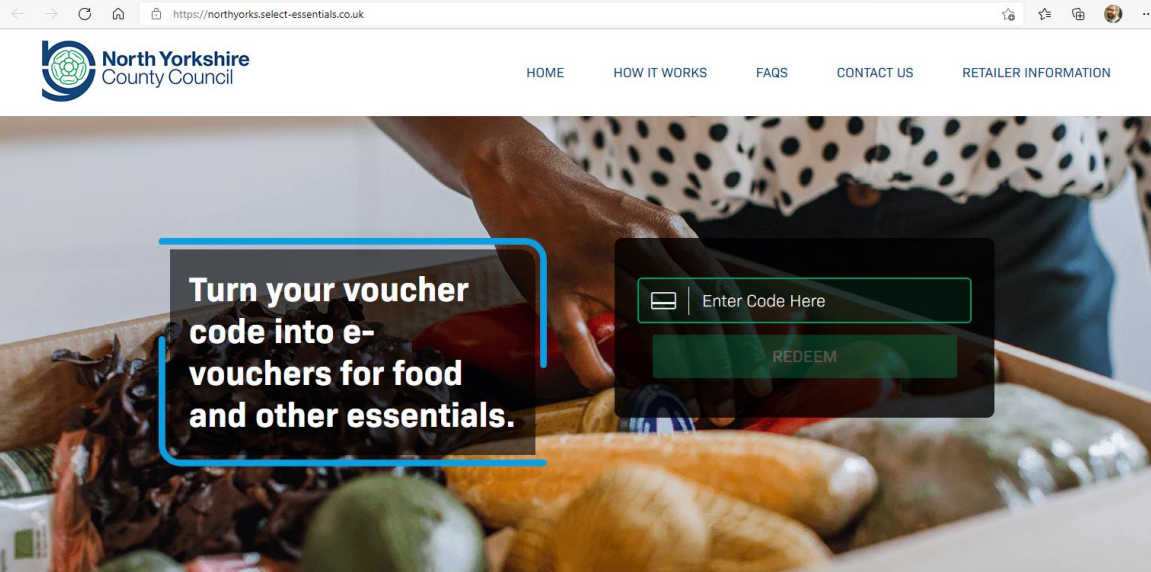 https://northyorks.select-essentials.co.uk
North Yorkshire
County Council
HOME HOW IT WORKS FAQS CONTACT US RETAILER INFORMATION
Turn your voucher
code into e-
vouchers for food
and other essentials.
Enter Code Here
REDEEM